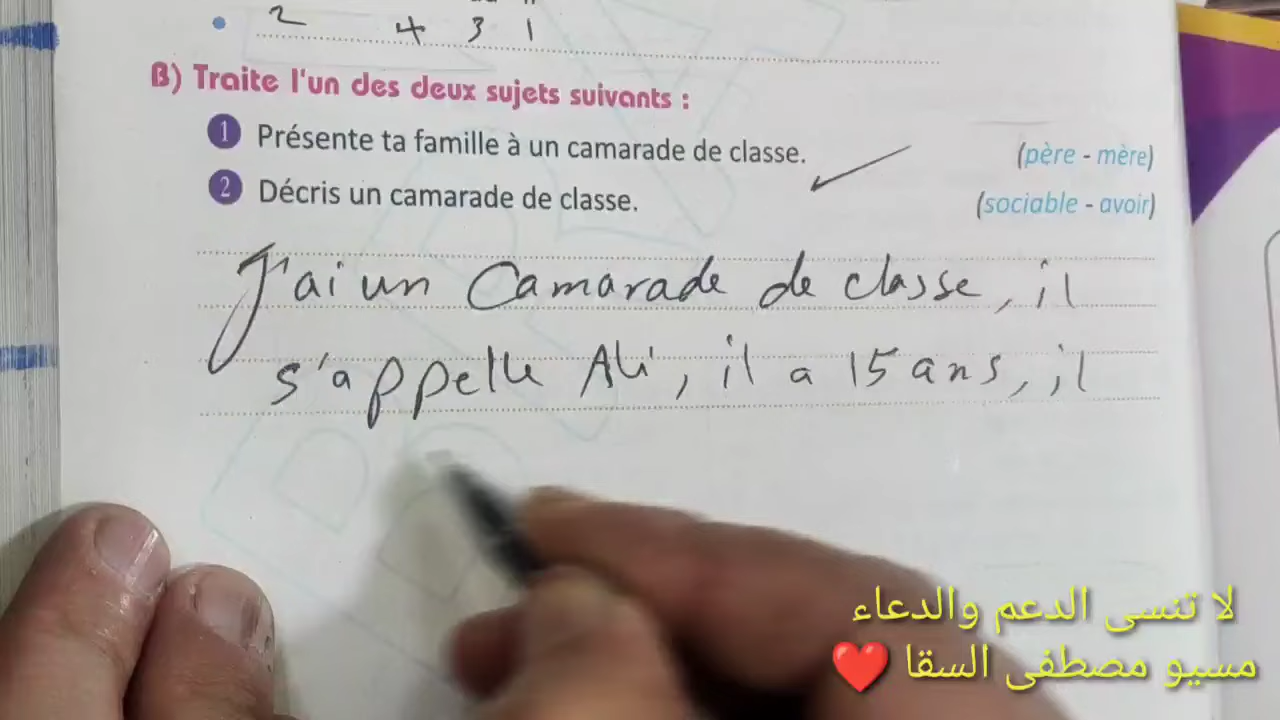 2 4 3 1
B) Traite l'un des deux sujets suivants :
1 Présente ta famille à un camarade de classe. (père - mère)
2 Décris un camarade de classe. (sociable - avoir)
J'ai un Camarade de classe, il
s'appelle Ali, il a 15 ans, il
لا تنسى الدعم والدعاء
مسيو مصطفى السقا ❤️